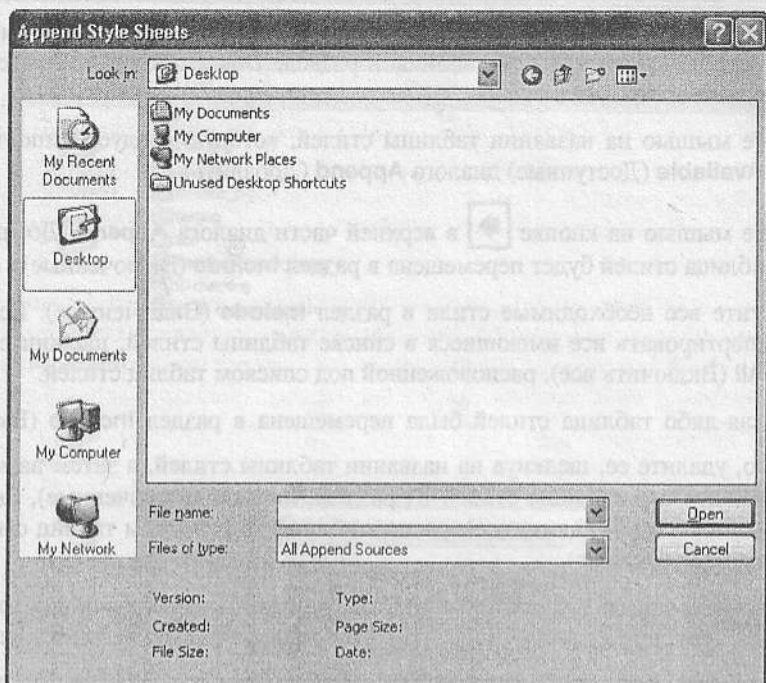 Append Style Sheets
Look in: Desktop
My Recent
Documents
Desktop
My Documents
My Computer
My Network
My Documents
My Computer
My Network Places
Unused Desktop Shortcuts
File name:
Open
Files of type: All Append Sources
Cancel
Version: Type:
Created: Page Size:
File Size: Date: